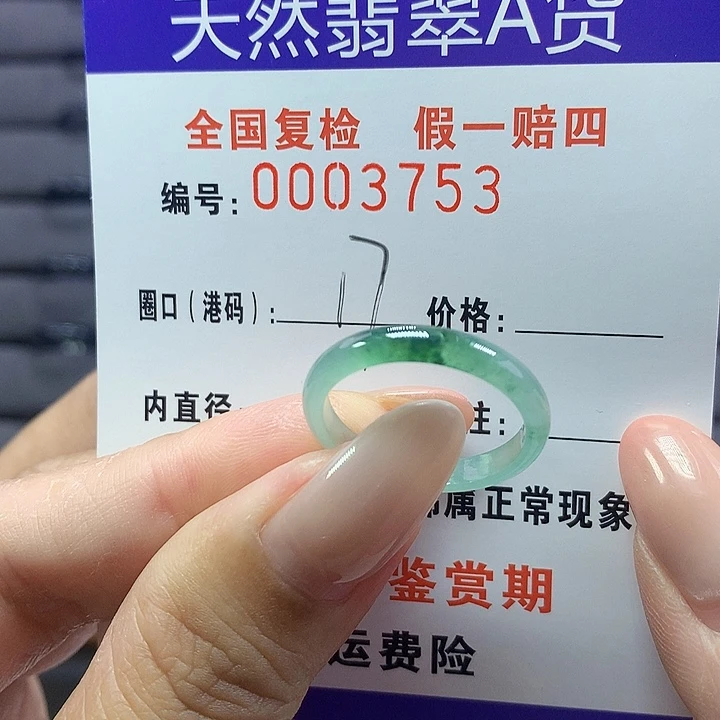 天然翡翠A货
全国复检 假一赔四
编号：0003753
圈口（港码）：17 价格：
内直径 注：
属正常现象
鉴赏期
运费险